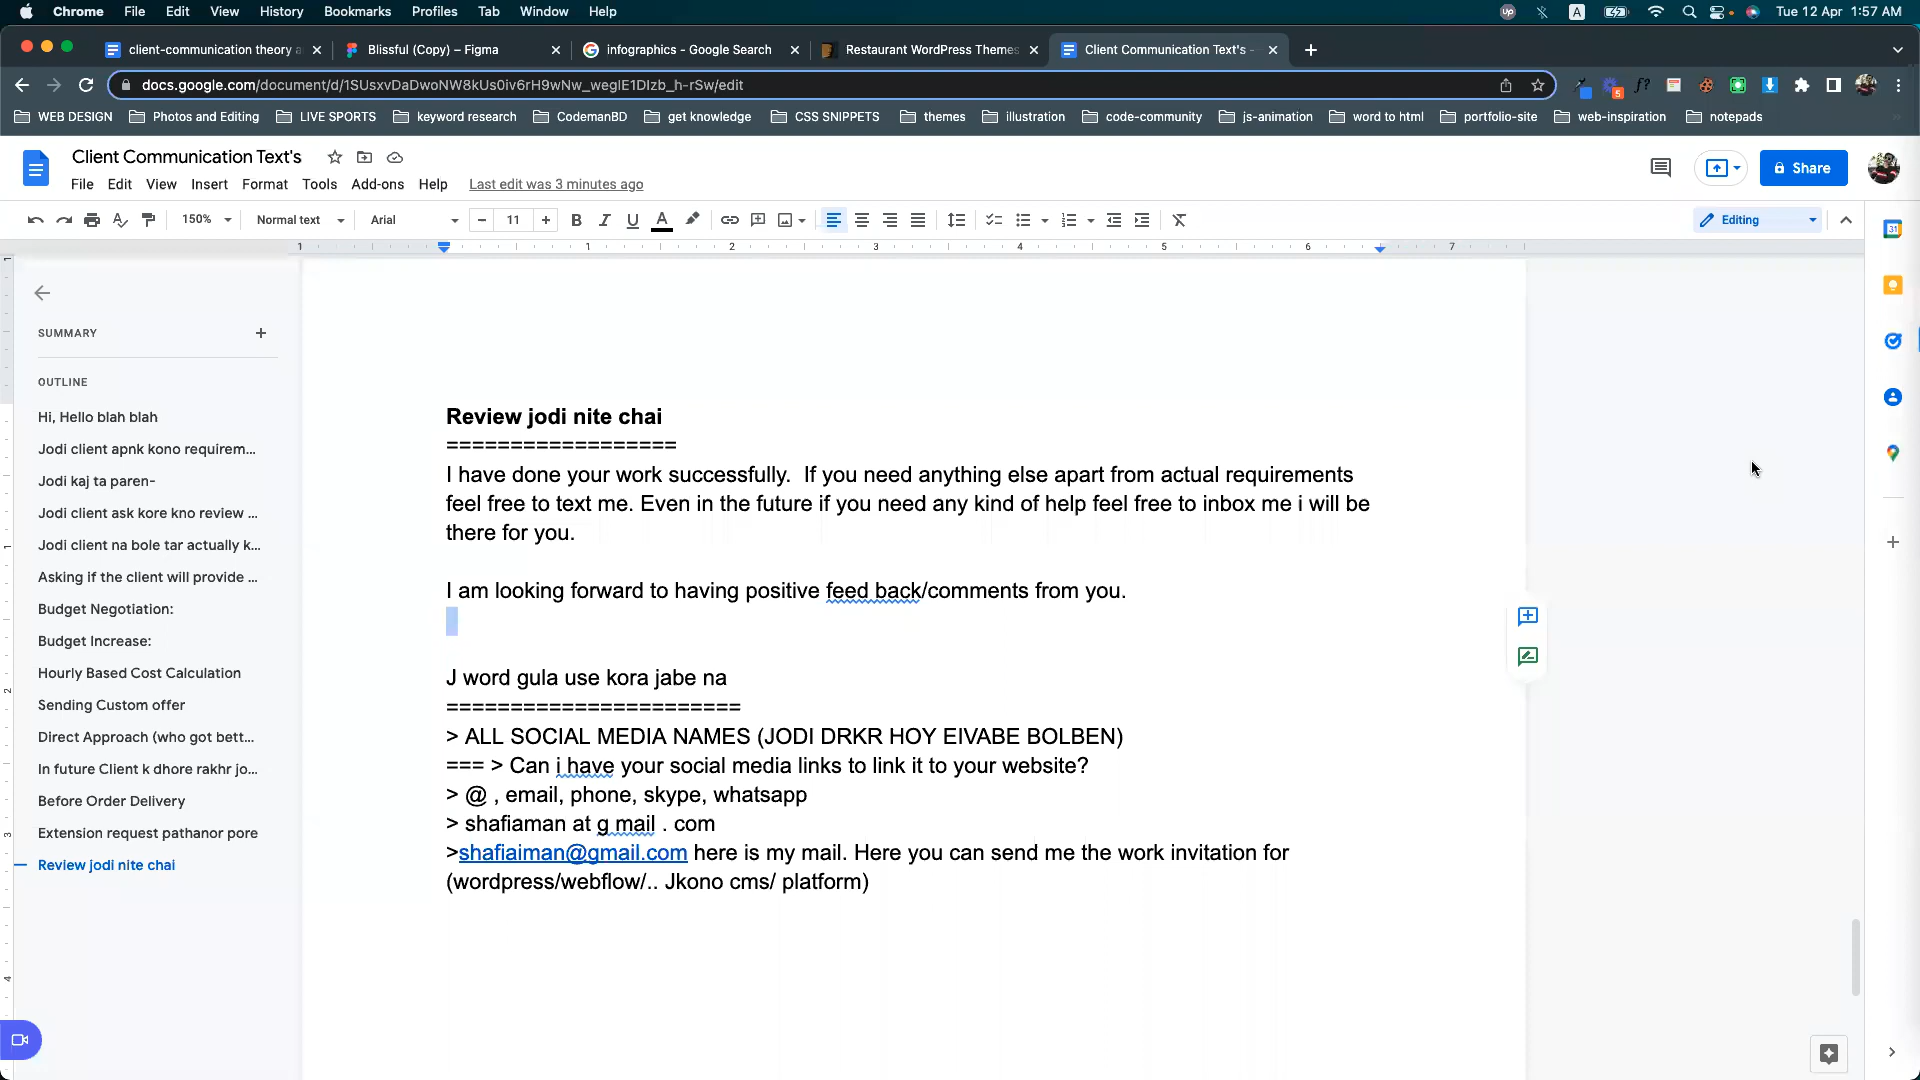 Chrome File Edit View History Bookmarks Profiles Tab Window Help Tue 12 Apr 1:57 AM
client-communication theory a Blissful (Copy) – Figma infographics - Google Search Restaurant WordPress Themes Client Communication Text's -
docs.google.com/document/d/1SUsxvDaDwoNW8kUs0iv6rH9wNw_weglE1DIzb_h-rSw/edit
WEB DESIGN Photos and Editing LIVE SPORTS keyword research CodemanBD get knowledge CSS SNIPPETS themes illustration code-community js-animation word to html portfolio-site web-inspiration notepads
Client Communication Text's
Share
File Edit View Insert Format Tools Add-ons Help Last edit was 3 minutes ago
150% Normal text Arial 11 Editing
1 1 2 3 4 5 6 7
SUMMARY
OUTLINE
Hi, Hello blah blah
Jodi client apnk kono requirem...
Jodi kaj ta paren-
Jodi client ask kore kno review ...
Jodi client na bole tar actually k...
Asking if the client will provide ...
Budget Negotiation:
Budget Increase:
Hourly Based Cost Calculation
Sending Custom offer
Direct Approach (who got bett...
In future Client k dhore rakhr jo...
Before Order Delivery
Extension request pathanor pore
Review jodi nite chai
Review jodi nite chai
==================
I have done your work successfully.  If you need anything else apart from actual requirements
feel free to text me. Even in the future if you need any kind of help feel free to inbox me i will be
there for you.
I am looking forward to having positive feed back/comments from you.
J word gula use kora jabe na
=======================
> ALL SOCIAL MEDIA NAMES (JODI DRKR HOY EIVABE BOLBEN)
=== > Can i have your social media links to link it to your website?
> @ , email, phone, skype, whatsapp
> shafiaman at g mail . com
>shafiaiman@gmail.com here is my mail. Here you can send me the work invitation for
(wordpress/webflow/.. Jkono cms/ platform)